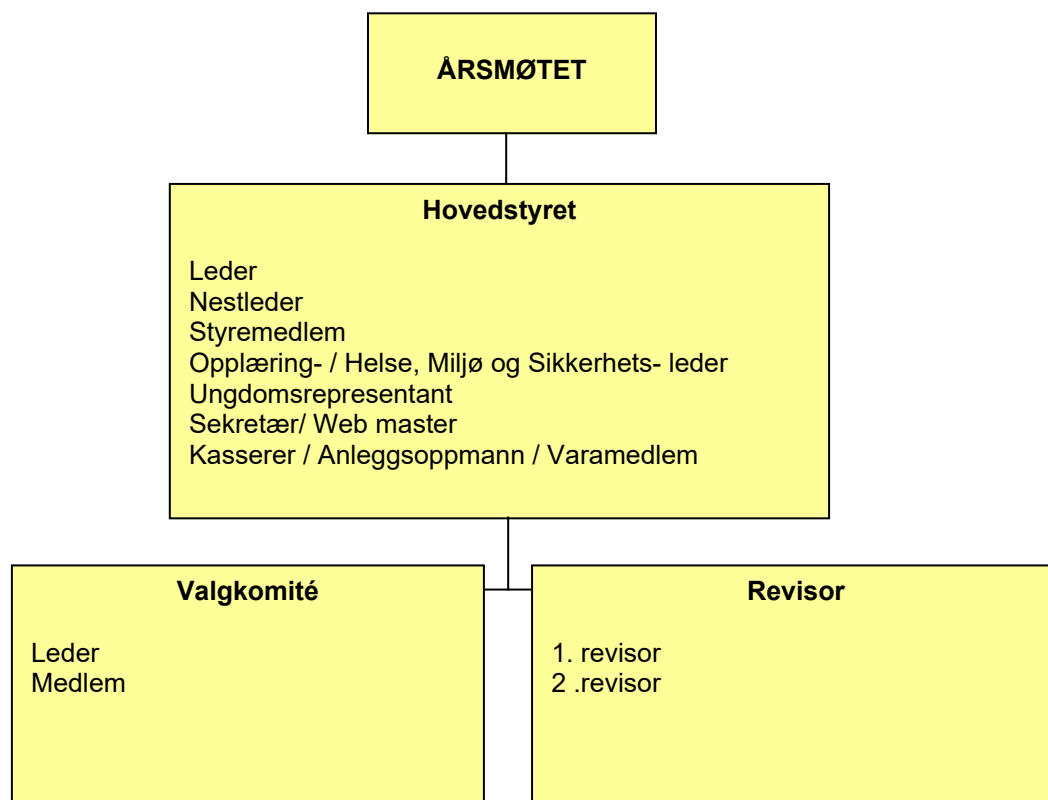 ÅRSMØTET
Hovedstyret
Leder
Nestleder
Styremedlem
Opplæring- / Helse, Miljø og Sikkerhets- leder
Ungdomsrepresentant
Sekretær/ Web master
Kasserer / Anleggsoppmann / Varamedlem
Valgkomité
Leder
Medlem
Revisor
1. revisor
2 .revisor